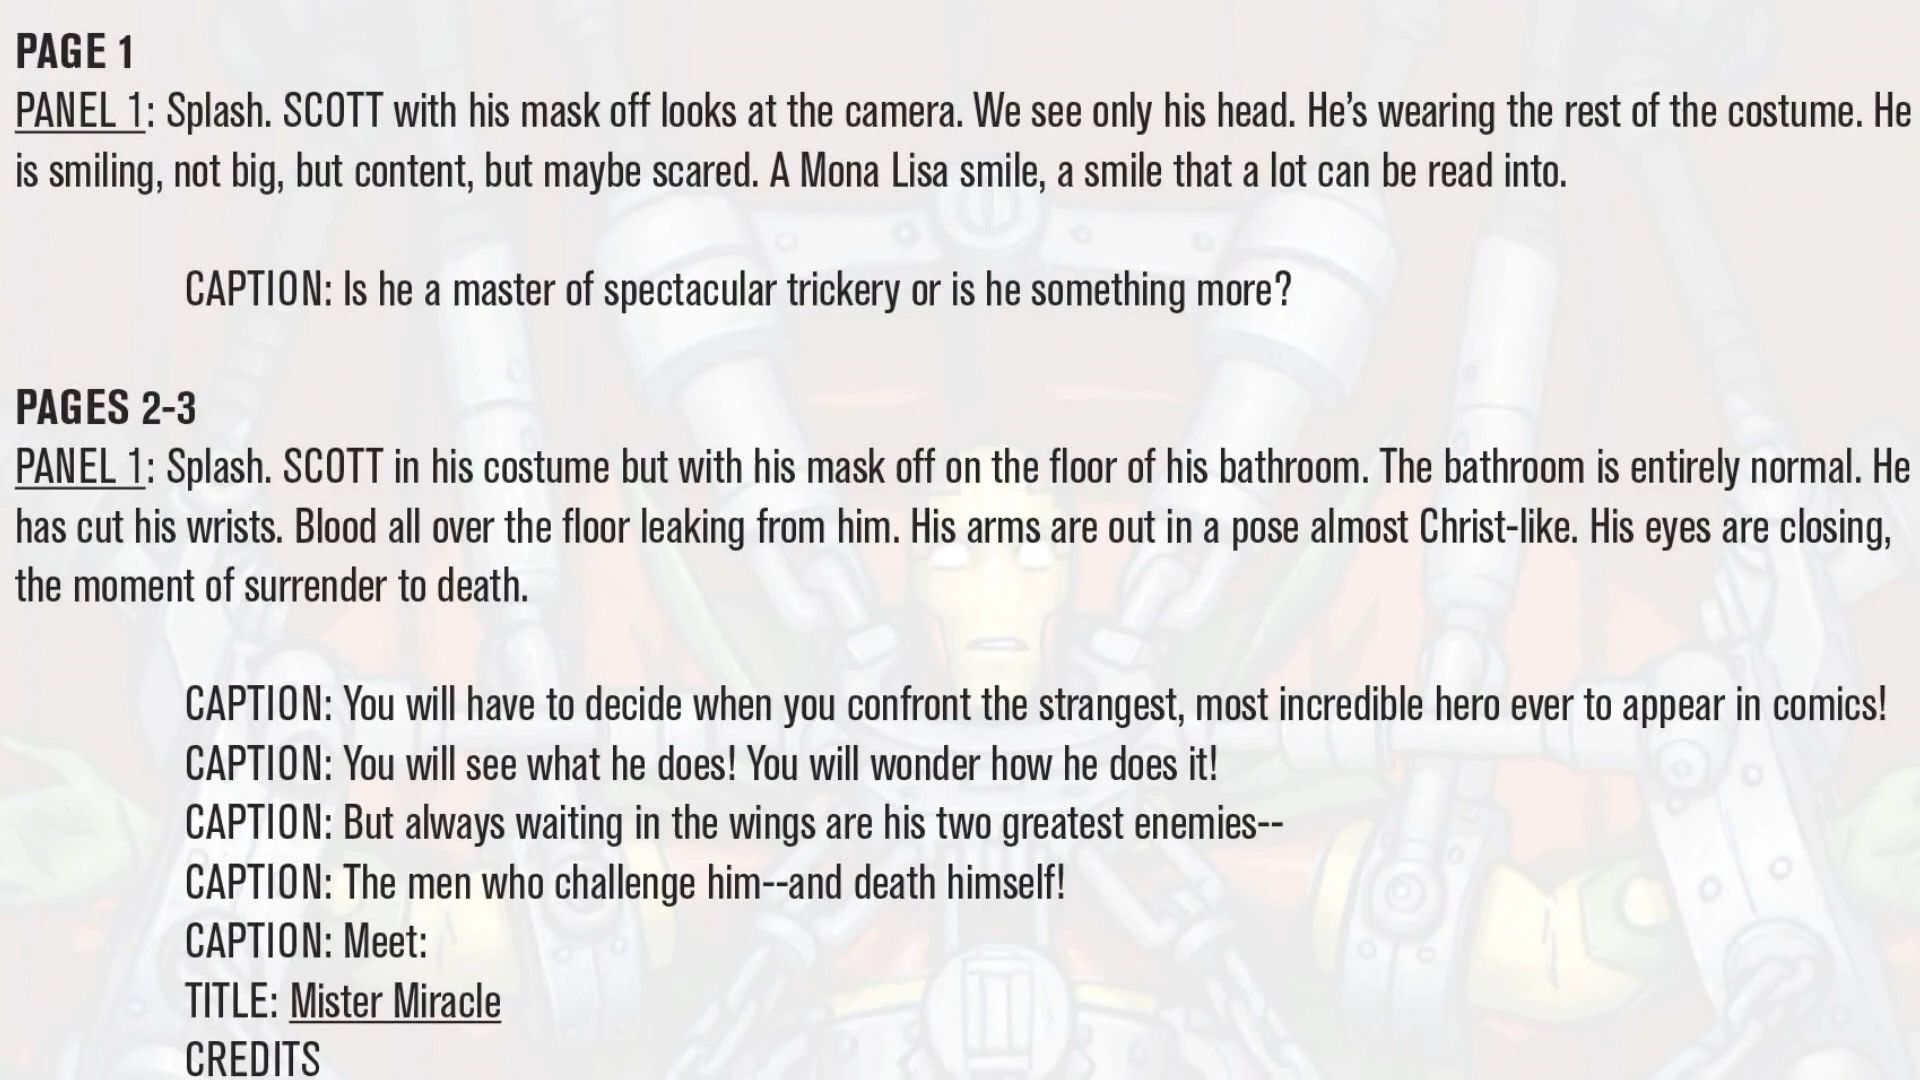 PAGE 1
PANEL 1: Splash. SCOTT with his mask off looks at the camera. We see only his head. He’s wearing the rest of the costume. He
is smiling, not big, but content, but maybe scared. A Mona Lisa smile, a smile that a lot can be read into.
CAPTION: Is he a master of spectacular trickery or is he something more?
PAGES 2-3
PANEL 1: Splash. SCOTT in his costume but with his mask off on the floor of his bathroom. The bathroom is entirely normal. He
has cut his wrists. Blood all over the floor leaking from him. His arms are out in a pose almost Christ-like. His eyes are closing,
the moment of surrender to death.
CAPTION: You will have to decide when you confront the strangest, most incredible hero ever to appear in comics!
CAPTION: You will see what he does! You will wonder how he does it!
CAPTION: But always waiting in the wings are his two greatest enemies--
CAPTION: The men who challenge him--and death himself!
CAPTION: Meet:
TITLE: Mister Miracle
CREDITS